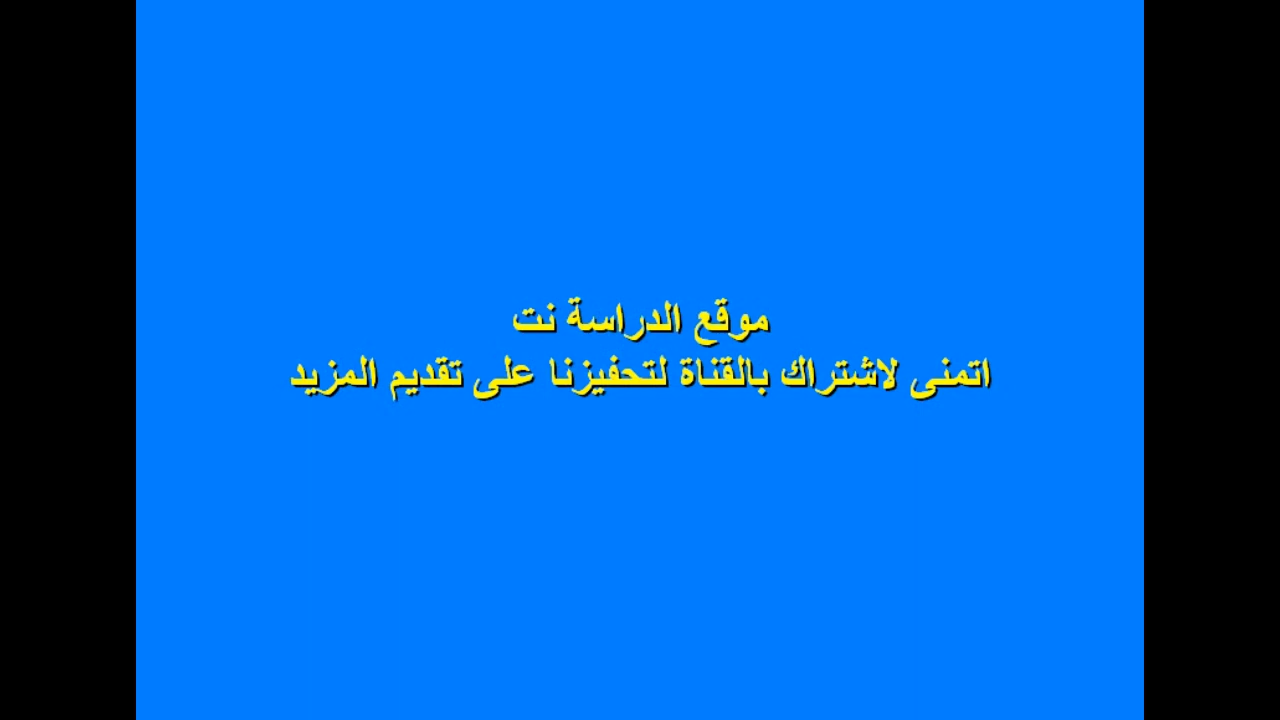 موقع الدراسة نت
اتمنى لاشتراك بالقناة لتحفيزنا على تقديم المزيد